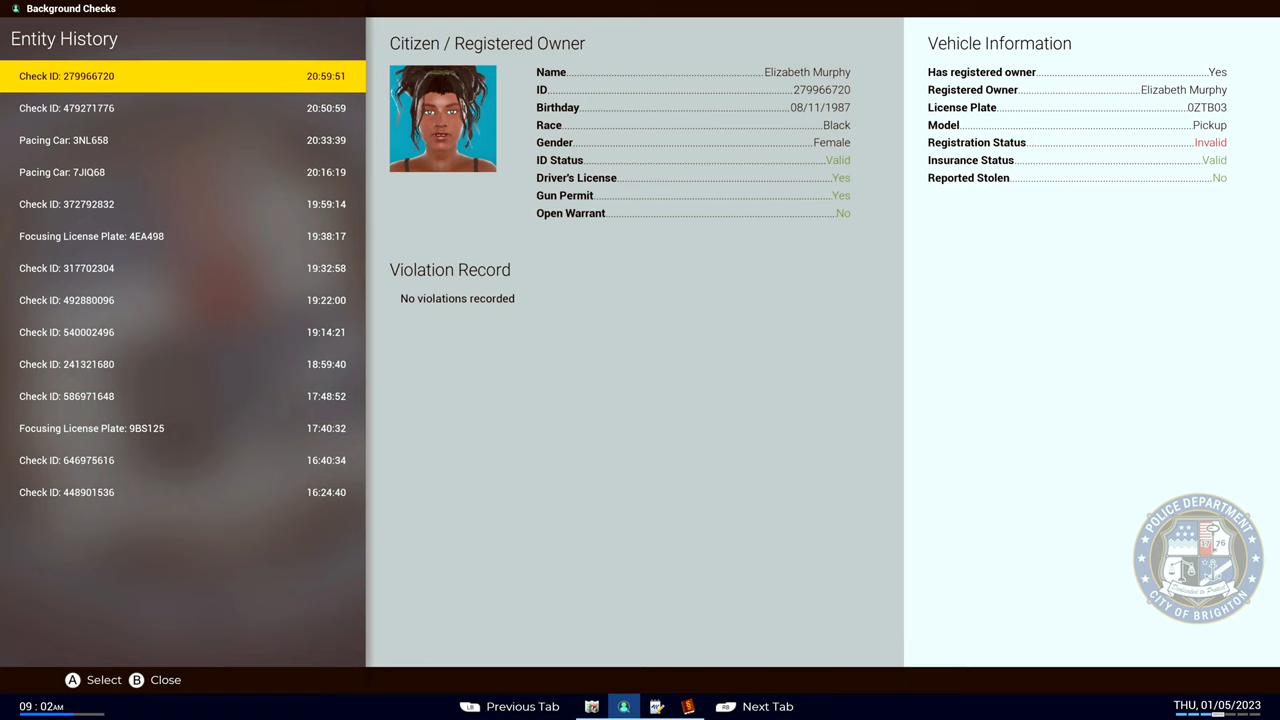 Background Checks
Entity History
Check ID: 279966720 20:59:51
Check ID: 479271776 20:50:59
Pacing Car: 3NL658 20:33:39
Pacing Car: 7JIQ68 20:16:19
Check ID: 372792832 19:59:14
Focusing License Plate: 4EA498 19:38:17
Check ID: 317702304 19:32:58
Check ID: 492880096 19:22:00
Check ID: 540002496 19:14:21
Check ID: 241321680 18:59:40
Check ID: 586971648 17:48:52
Focusing License Plate: 9BS125 17:40:32
Check ID: 646975616 16:40:34
Check ID: 448901536 16:24:40
Citizen / Registered Owner
Name Elizabeth Murphy
ID 279966720
Birthday 08/11/1987
Race Black
Gender Female
ID Status Valid
Driver's License Yes
Gun Permit Yes
Open Warrant No
Violation Record
No violations recorded
Vehicle Information
Has registered owner Yes
Registered Owner Elizabeth Murphy
License Plate 0ZTB03
Model Pickup
Registration Status Invalid
Insurance Status Valid
Reported Stolen No
POLICE DEPARTMENT
17 76
Dedicated to Protect
CITY OF BRIGHTON
A Select B Close
09 : 02AM
LB Previous Tab
RB Next Tab
THU, 01/05/2023